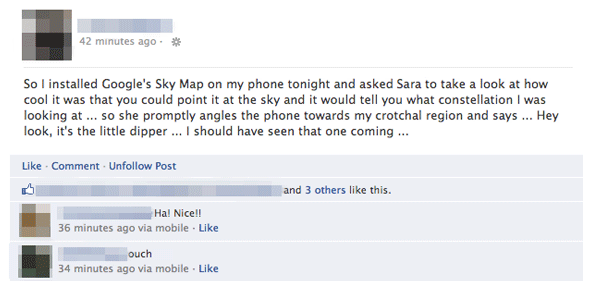 42 minutes ago ·
So I installed Google's Sky Map on my phone tonight and asked Sara to take a look at how
cool it was that you could point it at the sky and it would tell you what constellation I was
looking at ... so she promptly angles the phone towards my crotchal region and says ... Hey
look, it's the little dipper ... I should have seen that one coming ...
Like · Comment · Unfollow Post
and 3 others like this.
Ha! Nice!!
36 minutes ago via mobile · Like
ouch
34 minutes ago via mobile · Like